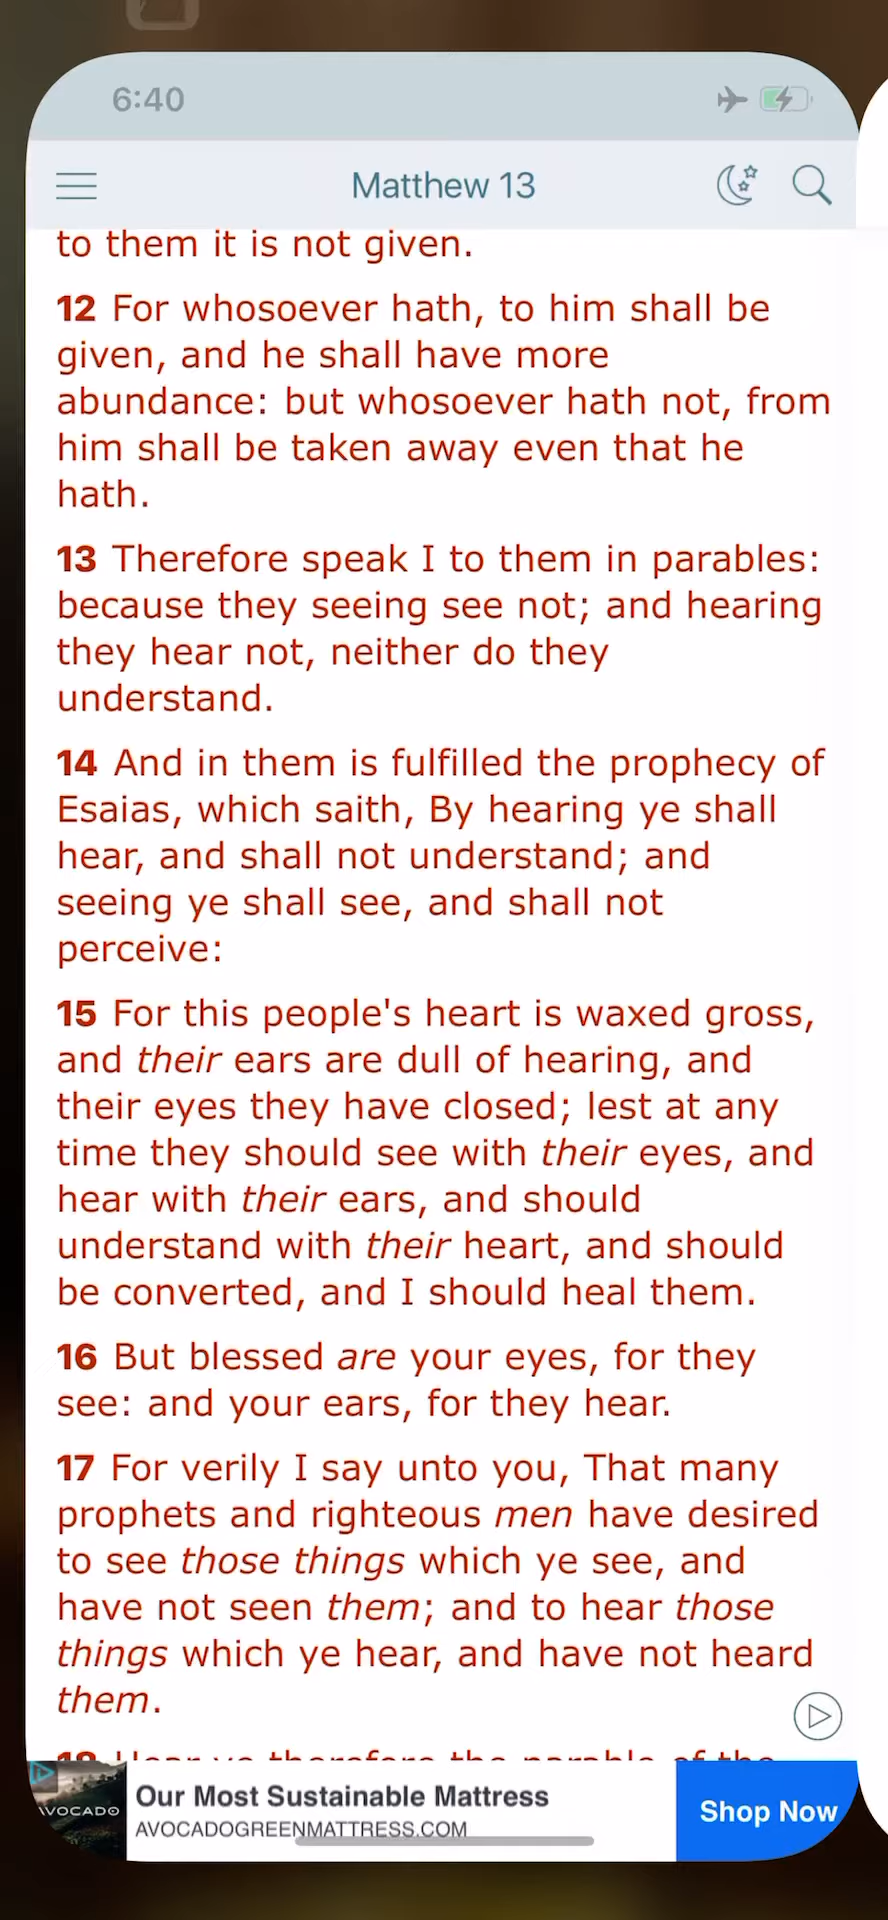 6:40
Matthew 13
to them it is not given.
12 For whosoever hath, to him shall be
given, and he shall have more
abundance: but whosoever hath not, from
him shall be taken away even that he
hath.
13 Therefore speak I to them in parables:
because they seeing see not; and hearing
they hear not, neither do they
understand.
14 And in them is fulfilled the prophecy of
Esaias, which saith, By hearing ye shall
hear, and shall not understand; and
seeing ye shall see, and shall not
perceive:
15 For this people's heart is waxed gross,
and their ears are dull of hearing, and
their eyes they have closed; lest at any
time they should see with their eyes, and
hear with their ears, and should
understand with their heart, and should
be converted, and I should heal them.
16 But blessed are your eyes, for they
see: and your ears, for they hear.
17 For verily I say unto you, That many
prophets and righteous men have desired
to see those things which ye see, and
have not seen them; and to hear those
things which ye hear, and have not heard
them.
18 Hear ye therefore the parable of the
AVOCADO
Our Most Sustainable Mattress
AVOCADOGREENMATTRESS.COM
Shop Now